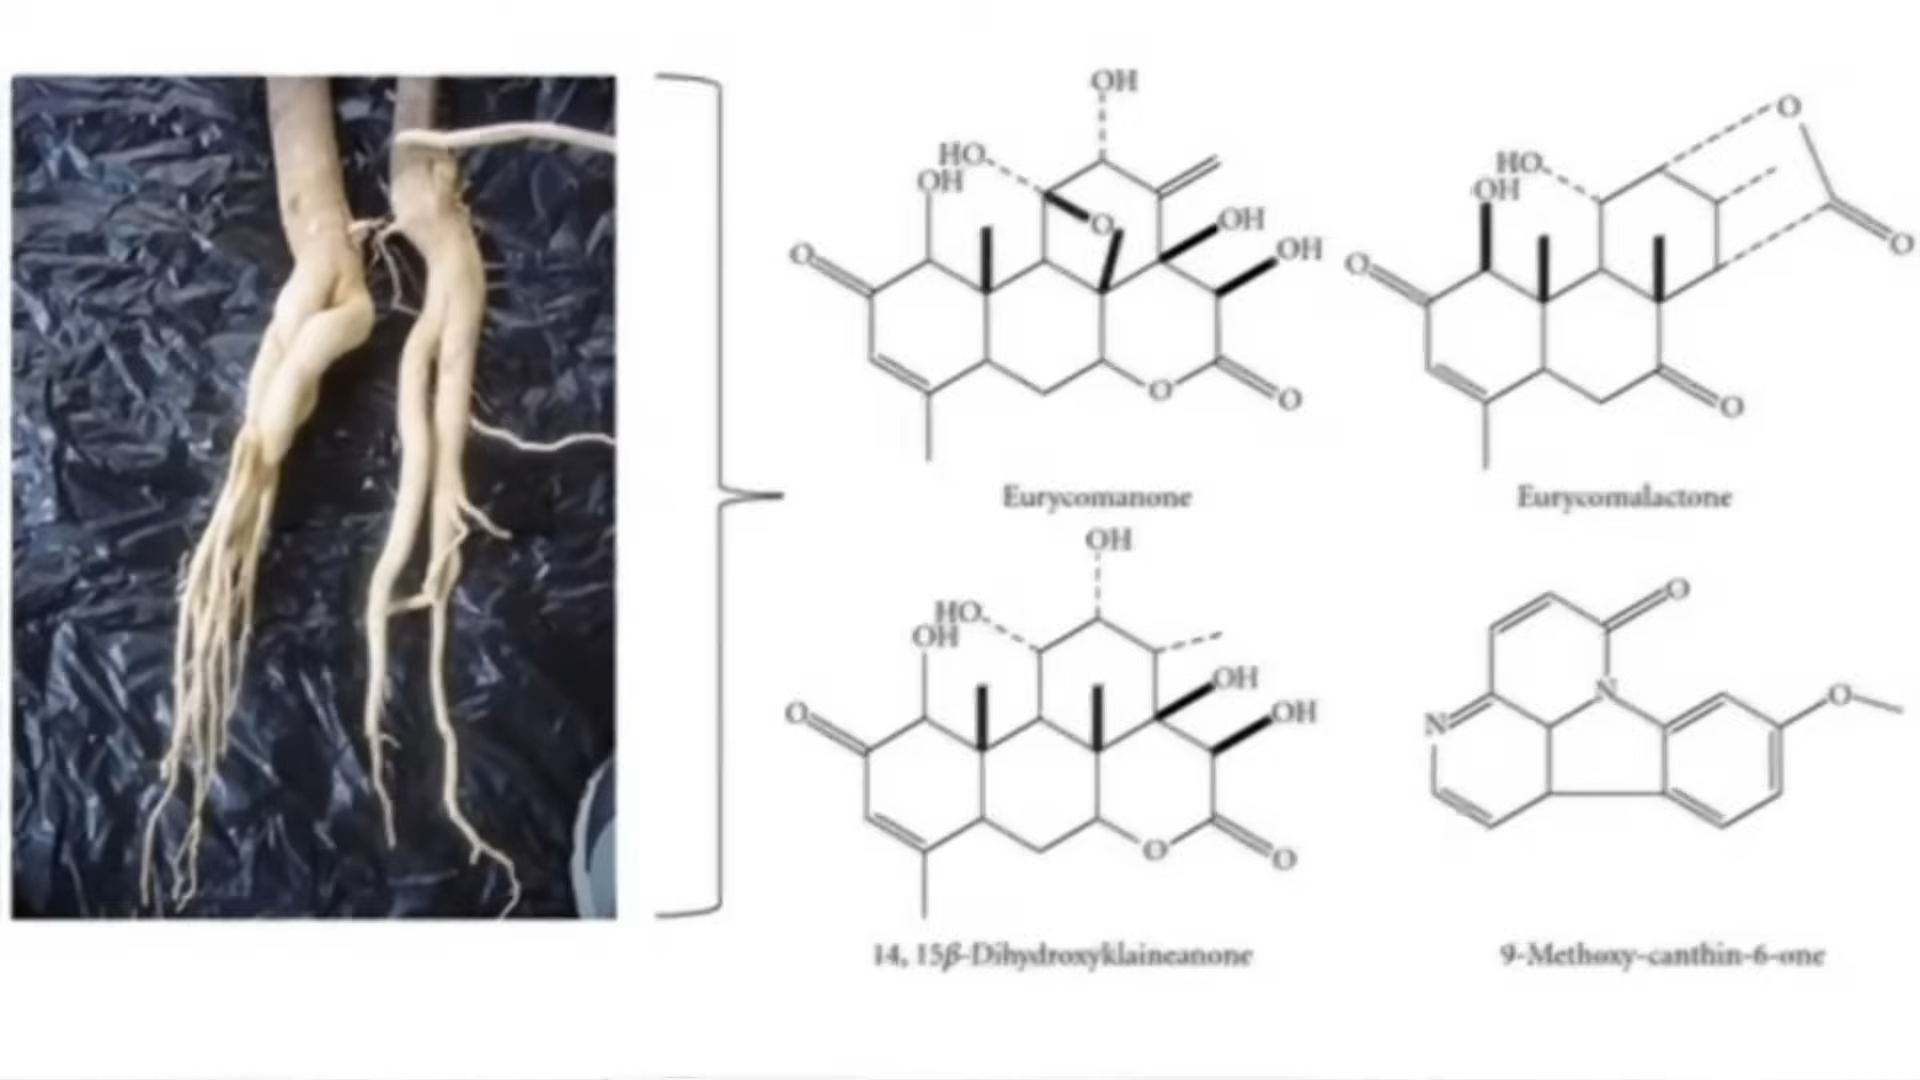 OH
HO
OH
O
O
OH
OH
O
O
Eurycomanone
O
HO
OH
O
O
O
Eurycomalactone
OH
HO
OH
O
OH
OH
O
O
14, 15β-Dihydroxyklaineanone
O
N
N
O
9-Methoxy-canthin-6-one